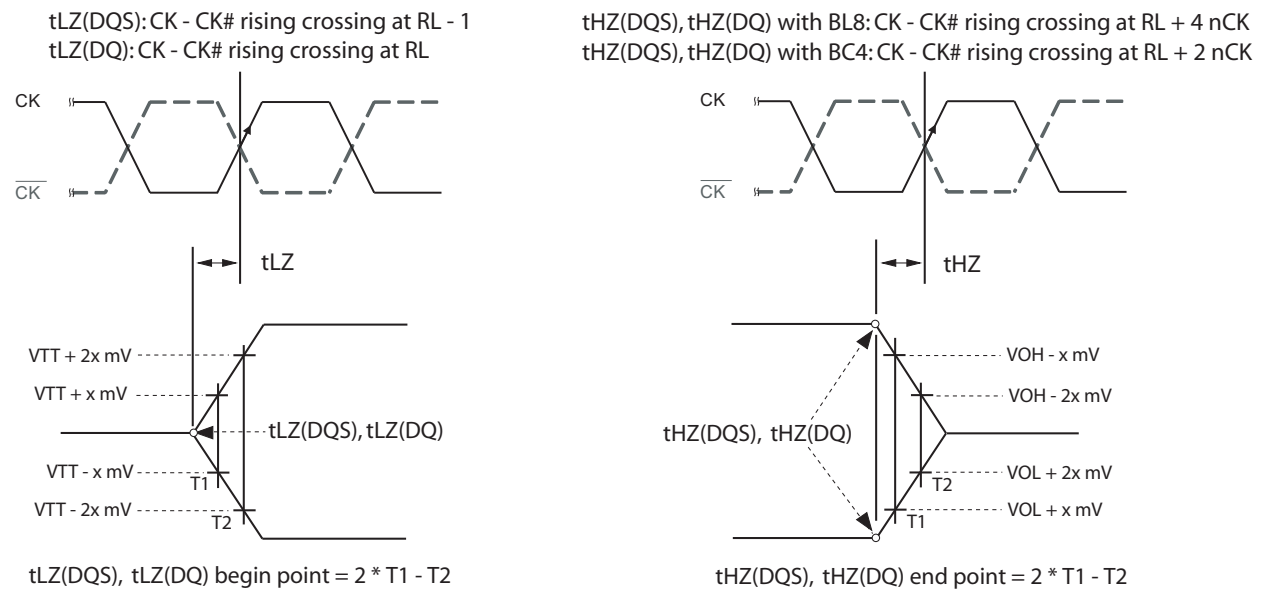 tLZ(DQS): CK - CK# rising crossing at RL - 1
tLZ(DQ): CK - CK# rising crossing at RL
CK
CK
tLZ
VTT + 2x mV
VTT + x mV
tLZ(DQS), tLZ(DQ)
VTT - x mV
T1
VTT - 2x mV
T2
tLZ(DQS), tLZ(DQ) begin point = 2 * T1 - T2
tHZ(DQS), tHZ(DQ) with BL8: CK - CK# rising crossing at RL + 4 nCK
tHZ(DQS), tHZ(DQ) with BC4: CK - CK# rising crossing at RL + 2 nCK
CK
CK
tHZ
VOH - x mV
VOH - 2x mV
tHZ(DQS), tHZ(DQ)
VOL + 2x mV
T2
VOL + x mV
T1
tHZ(DQS), tHZ(DQ) end point = 2 * T1 - T2